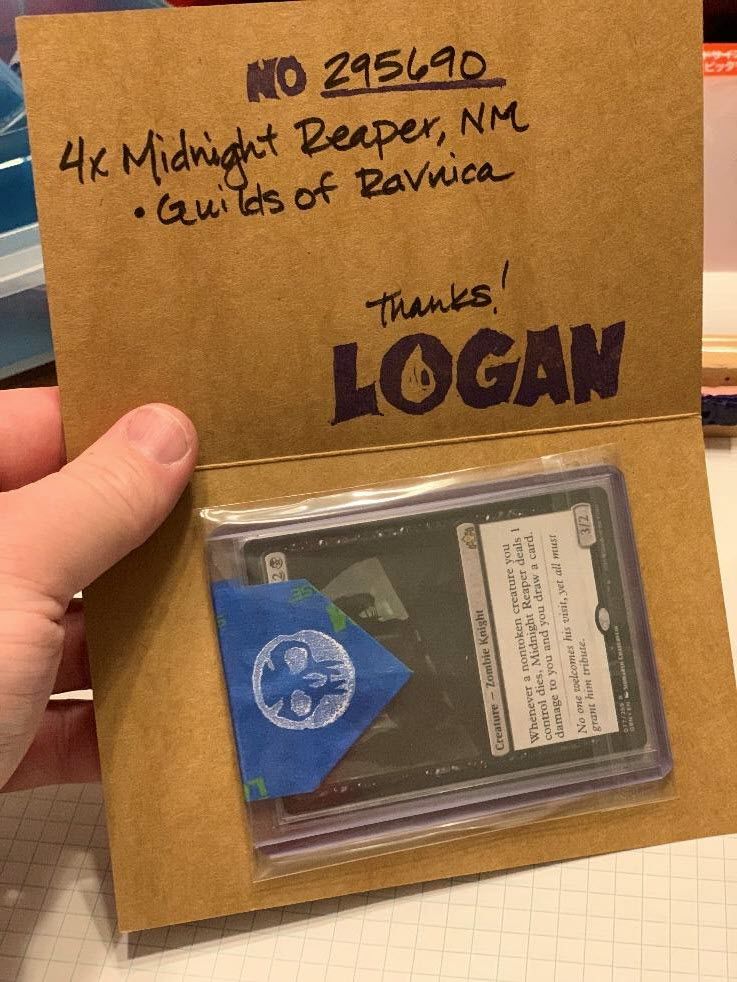 NO 295690
4x Midnight Reaper, NM
• Guilds of Ravnica
Thanks!
LOGAN
2
Creature – Zombie Knight
Whenever a nontoken creature you
control dies, Midnight Reaper deals 1
damage to you and you draw a card.
No one welcomes his visit, yet all must
grant him tribute.
3/2